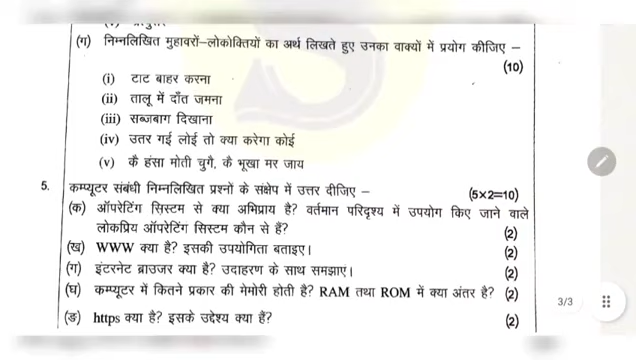 (ग) निम्नलिखित मुहावरों–लोकोक्तियों का अर्थ लिखते हुए उनका वाक्यों में प्रयोग कीजिए –
(10)
(i) टाट बाहर करना
(ii) तालू में दाँत जमना
(iii) सब्जबाग दिखाना
(iv) उतर गई लोई तो क्या करेगा कोई
(v) कै हंसा मोती चुगै, कै भूखा मर जाय
5. कम्प्यूटर संबंधी निम्नलिखित प्रश्नों के संक्षेप में उत्तर दीजिए – (5×2=10)
(क) ऑपरेटिंग सिस्टम से क्या अभिप्राय है? वर्तमान परिदृश्य में उपयोग किए जाने वाले
लोकप्रिय ऑपरेटिंग सिस्टम कौन से हैं? (2)
(ख) WWW क्या है? इसकी उपयोगिता बताइए। (2)
(ग) इंटरनेट ब्राउजर क्या है? उदाहरण के साथ समझाएं। (2)
(घ) कम्प्यूटर में कितने प्रकार की मेमोरी होती है? RAM तथा ROM में क्या अंतर है? (2)
3/3
(ङ) https क्या है? इसके उद्देश्य क्या हैं? (2)